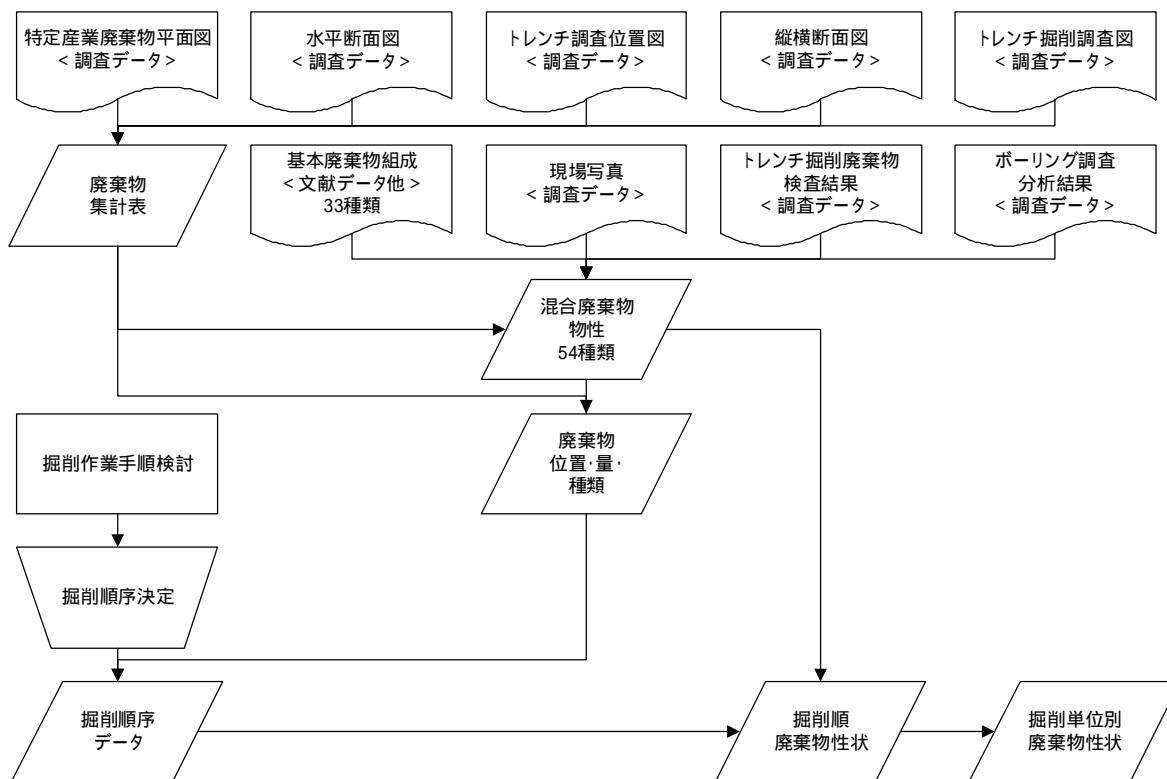 特定産業廃棄物平面図
<調査データ>
水平断面図
<調査データ>
トレンチ調査位置図
<調査データ>
縦横断面図
<調査データ>
トレンチ掘削調査図
<調査データ>
廃棄物
集計表
基本廃棄物組成
<文献データ他>
33種類
現場写真
<調査データ>
トレンチ掘削廃棄物
検査結果
<調査データ>
ボーリング調査
分析結果
<調査データ>
混合廃棄物
物性
54種類
掘削作業手順検討
廃棄物
位置・量・
種類
掘削順序決定
掘削順序
データ
掘削順
廃棄物性状
掘削単位別
廃棄物性状